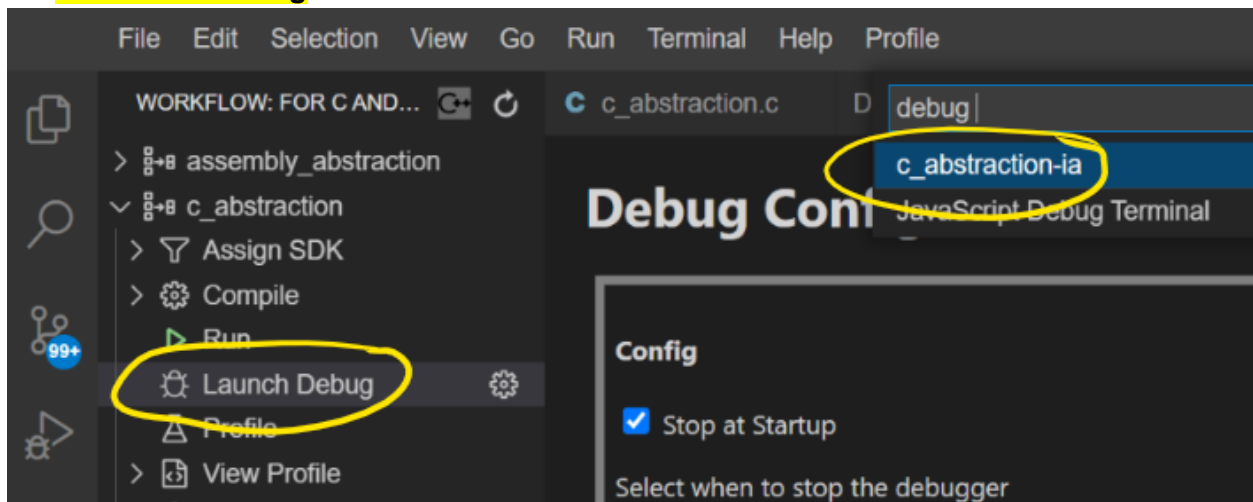 File Edit Selection View Go Run Terminal Help Profile
WORKFLOW: FOR C AND...
assembly_abstraction
c_abstraction
Assign SDK
Compile
Run
Launch Debug
Profile
View Profile
99+
C c_abstraction.c D
debug
c_abstraction-ia
JavaScript Debug Terminal
Debug Conf
Config
Stop at Startup
Select when to stop the debugger